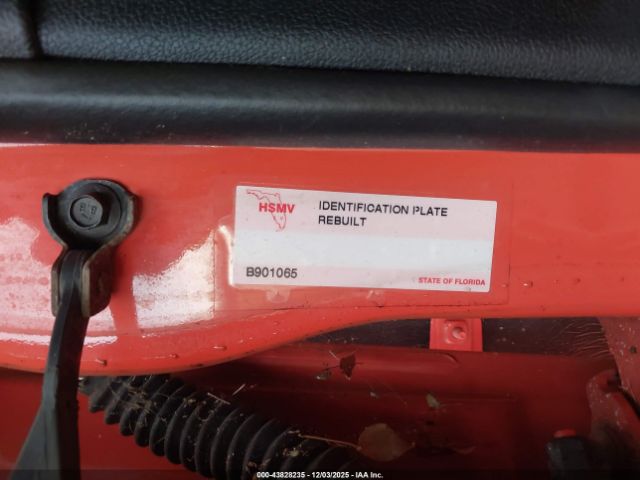 HSMV
IDENTIFICATION PLATE
REBUILT
B901065
STATE OF FLORIDA
000-43828235 - 12/03/2025 - IAA Inc.